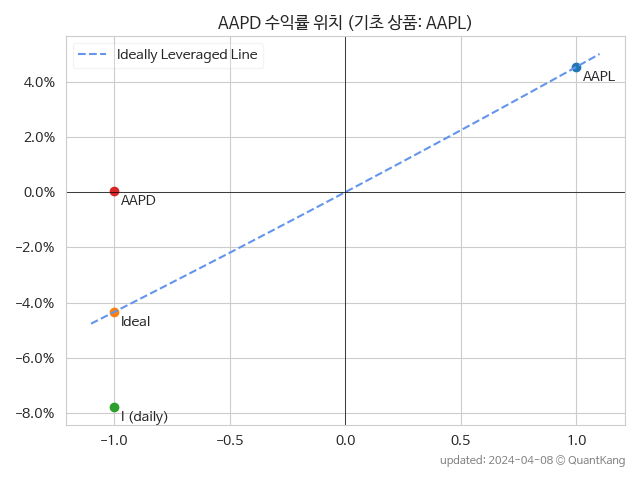 AAPD 수익률 위치 (기초 상품: AAPL)
Ideally Leveraged Line
4.0%
2.0%
0.0%
−2.0%
−4.0%
−6.0%
−8.0%
AAPL
AAPD
Ideal
I (daily)
−1.0 −0.5 0.0 0.5 1.0
updated: 2024-04-08 © QuantKang